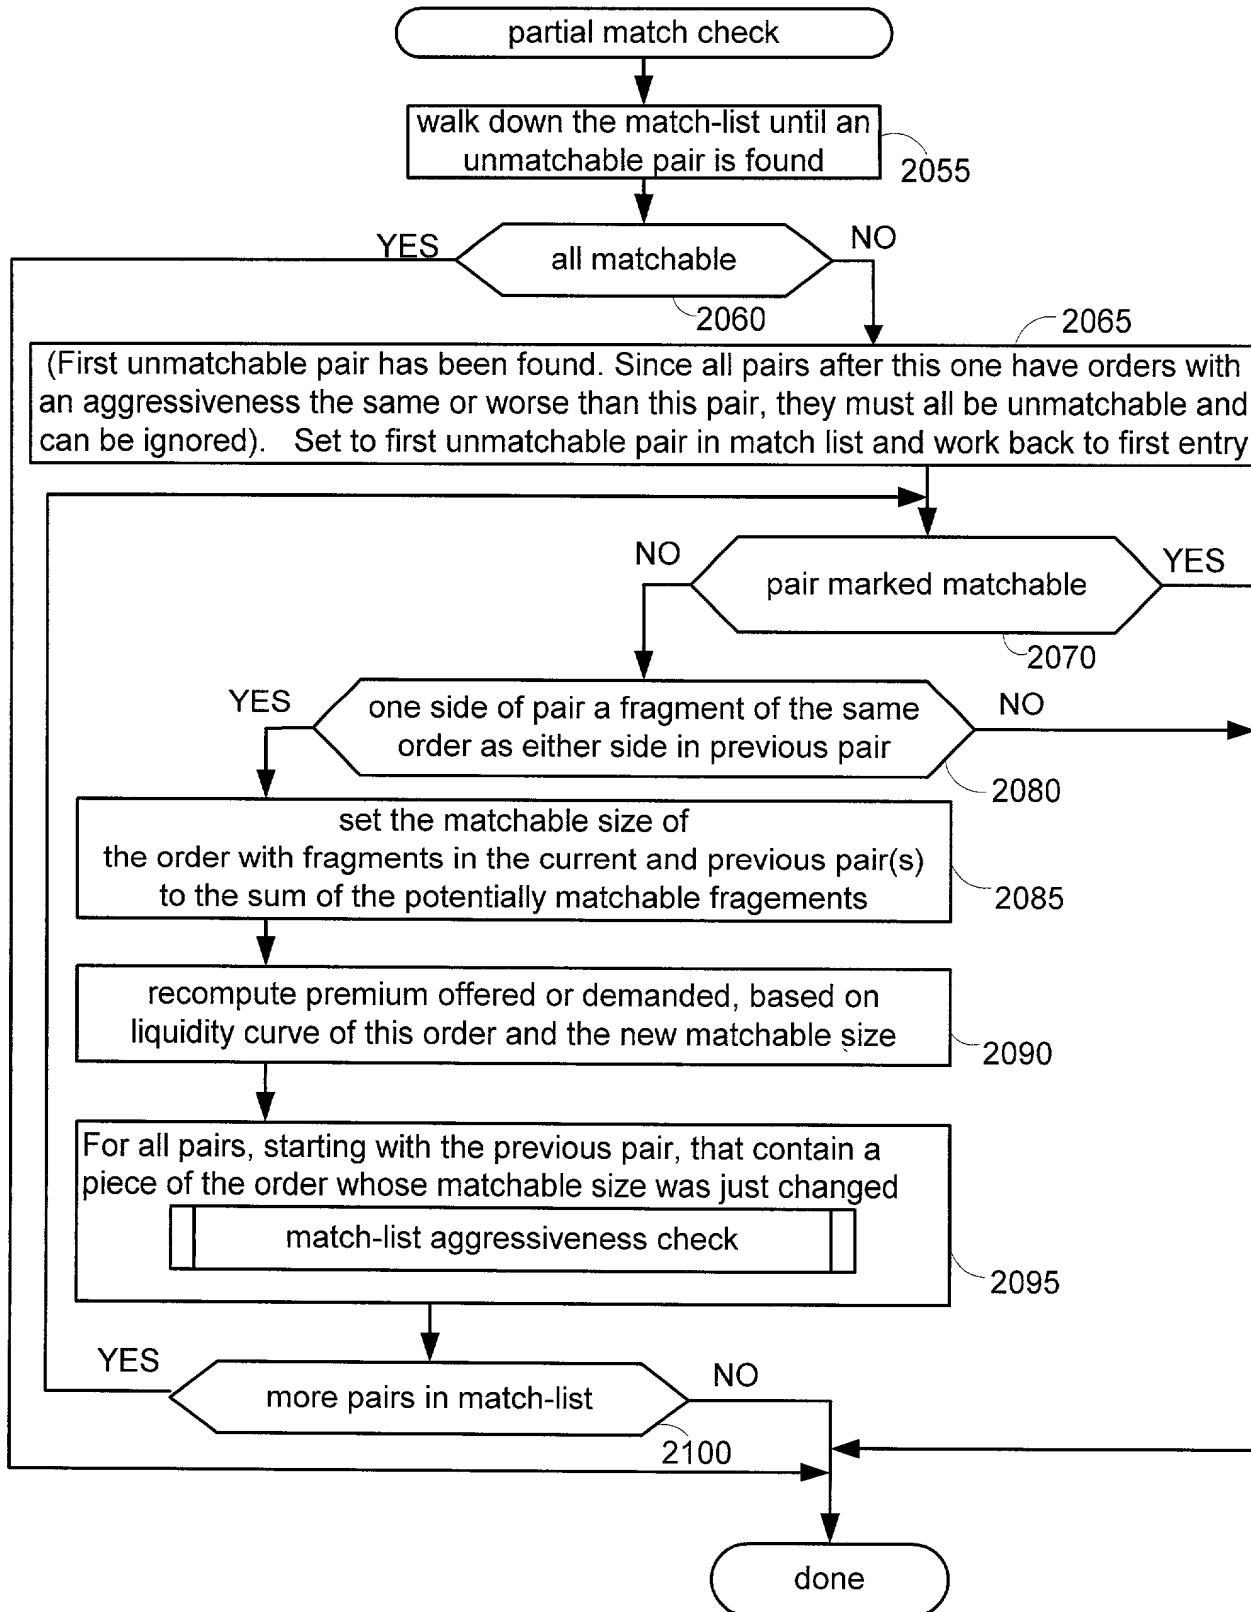 partial match check
walk down the match-list until an
unmatchable pair is found
2055
YES
NO
all matchable
2060
2065
(First unmatchable pair has been found. Since all pairs after this one have orders with
an aggressiveness the same or worse than this pair, they must all be unmatchable and
can be ignored). Set to first unmatchable pair in match list and work back to first entry
NO
YES
pair marked matchable
2070
YES
NO
one side of pair a fragment of the same
order as either side in previous pair
2080
set the matchable size of
the order with fragments in the current and previous pair(s)
to the sum of the potentially matchable fragements
2085
recompute premium offered or demanded, based on
liquidity curve of this order and the new matchable size
2090
For all pairs, starting with the previous pair, that contain a
piece of the order whose matchable size was just changed
match-list aggressiveness check
2095
YES
NO
more pairs in match-list
2100
done